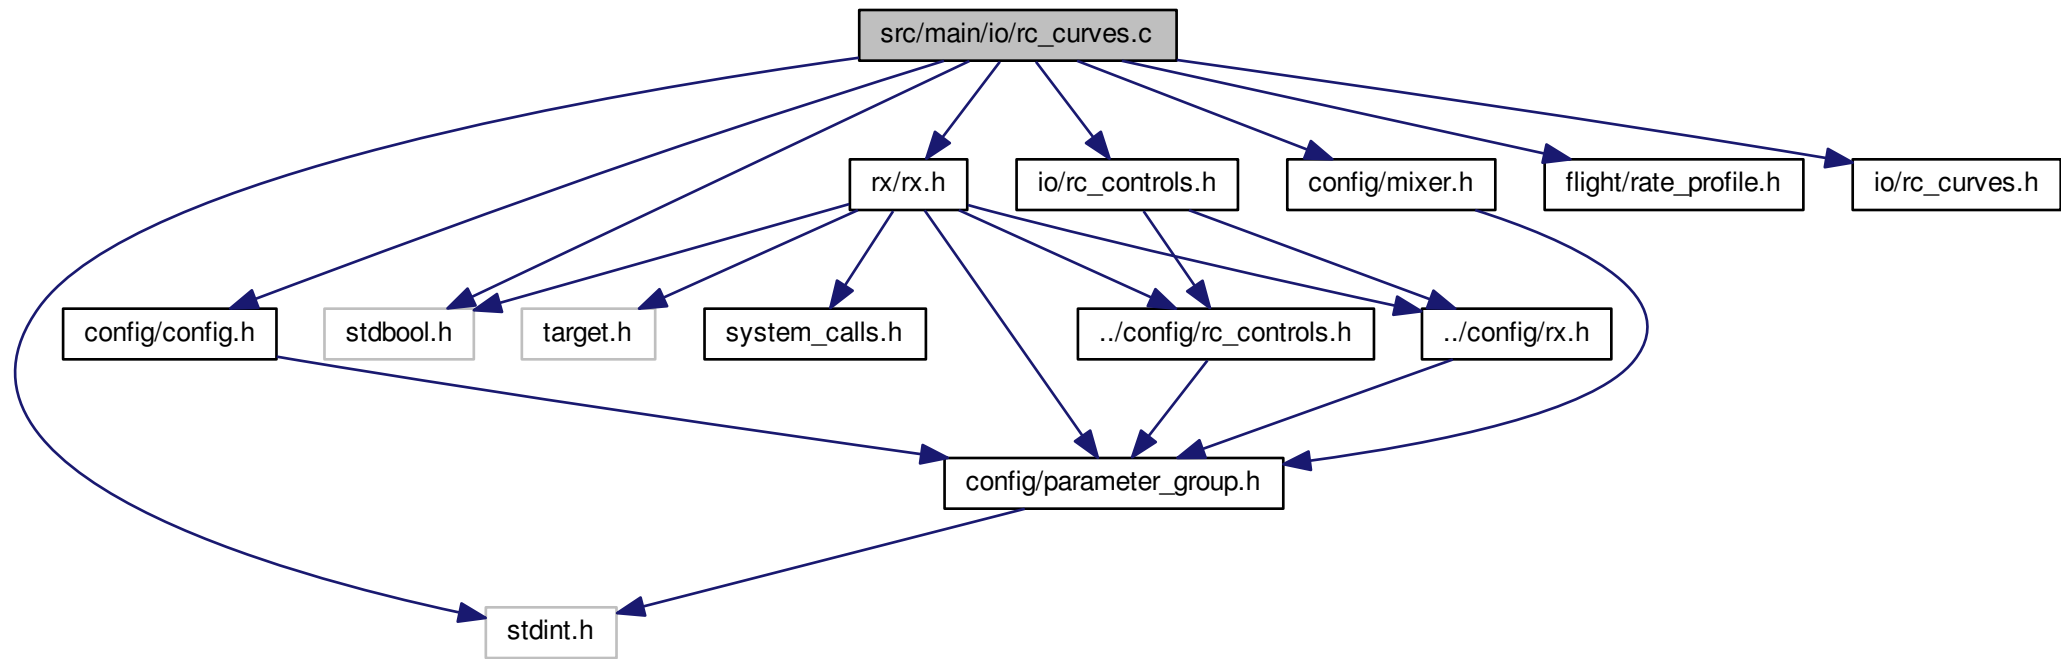 src/main/io/rc_curves.c
rx/rx.h
io/rc_controls.h
config/mixer.h
flight/rate_profile.h
io/rc_curves.h
config/config.h
stdbool.h
target.h
system_calls.h
../config/rc_controls.h
../config/rx.h
config/parameter_group.h
stdint.h